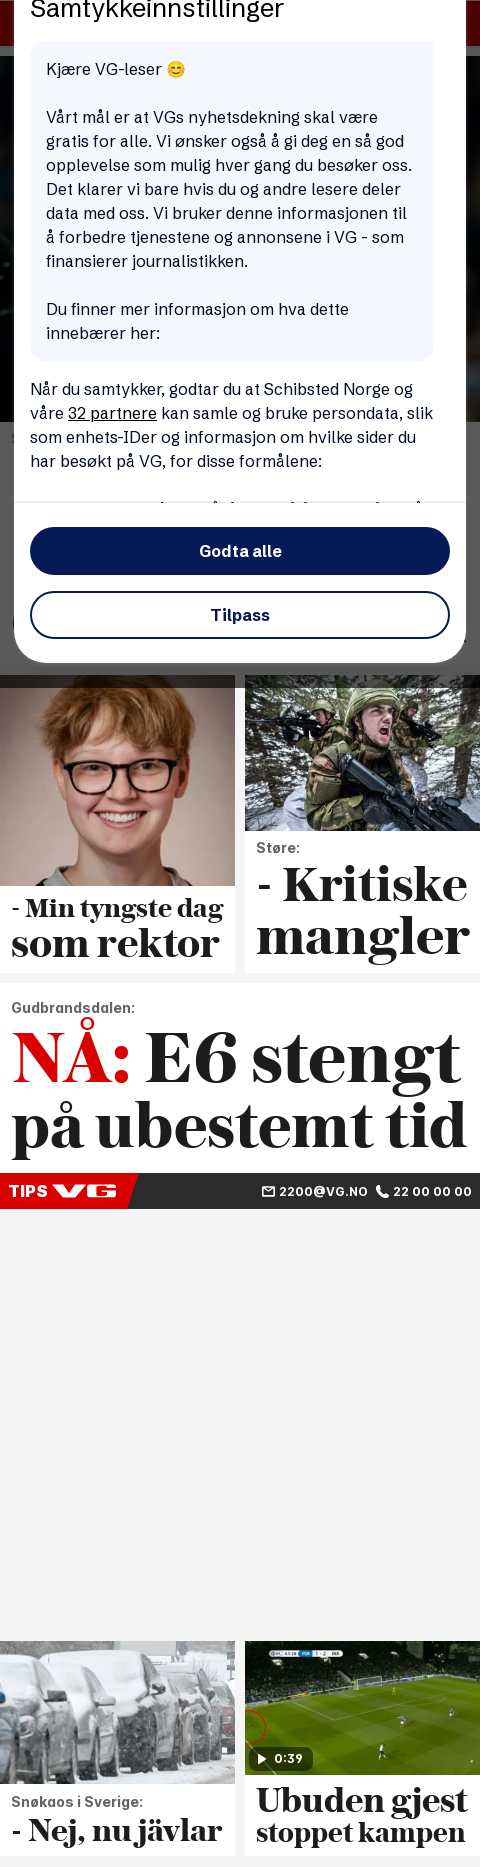 Samtykkeinnstillinger
Kjære VG-leser 😊
Vårt mål er at VGs nyhetsdekning skal være
gratis for alle. Vi ønsker også å gi deg en så god
opplevelse som mulig hver gang du besøker oss.
Det klarer vi bare hvis du og andre lesere deler
data med oss. Vi bruker denne informasjonen til
å forbedre tjenestene og annonsene i VG - som
finansierer journalistikken.
Du finner mer informasjon om hva dette
innebærer her:
Når du samtykker, godtar du at Schibsted Norge og
våre 32 partnere kan samle og bruke persondata, slik
som enhets-IDer og informasjon om hvilke sider du
har besøkt på VG, for disse formålene:
Godta alle
Tilpass
- Min tyngste dag
som rektor
Støre:
- Kritiske
mangler
Gudbrandsdalen:
NÅ: E6 stengt
på ubestemt tid
TIPS VG
2200@VG.NO 22 00 00 00
Snøkaos i Sverige:
- Nej, nu jävlar
0:39
Ubuden gjest
stoppet kampen